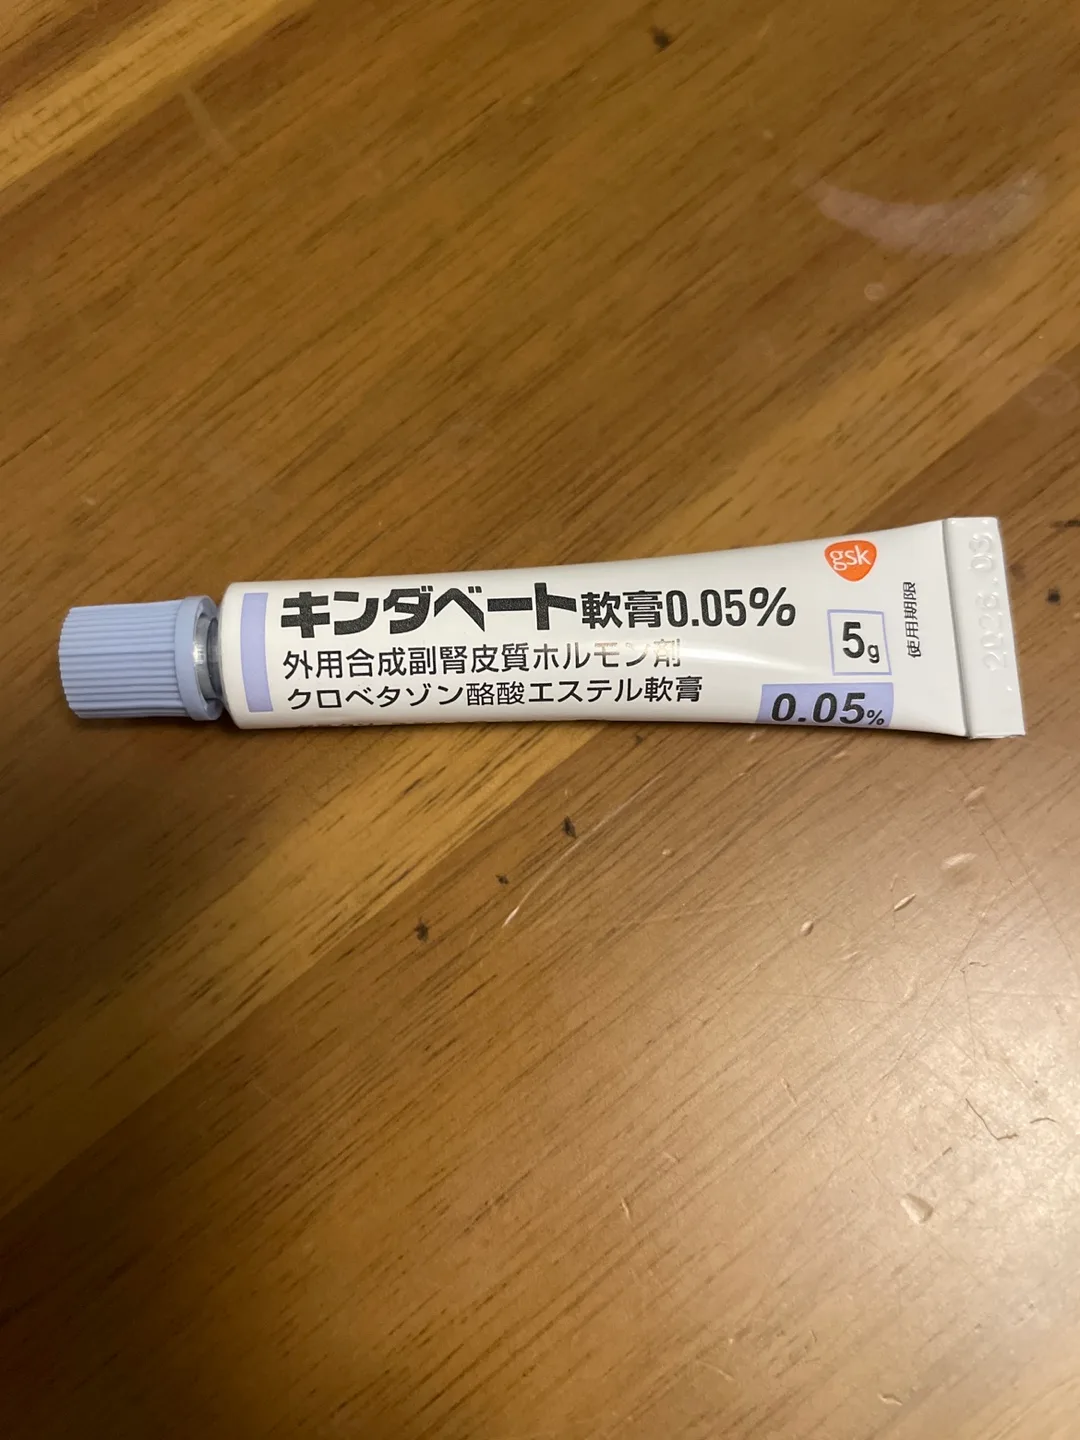 キンダベート軟膏0.05%
外用合成副腎皮質ホルモン剤
クロベタゾン酪酸エステル軟膏
gsk
5g
0.05%
使用期限